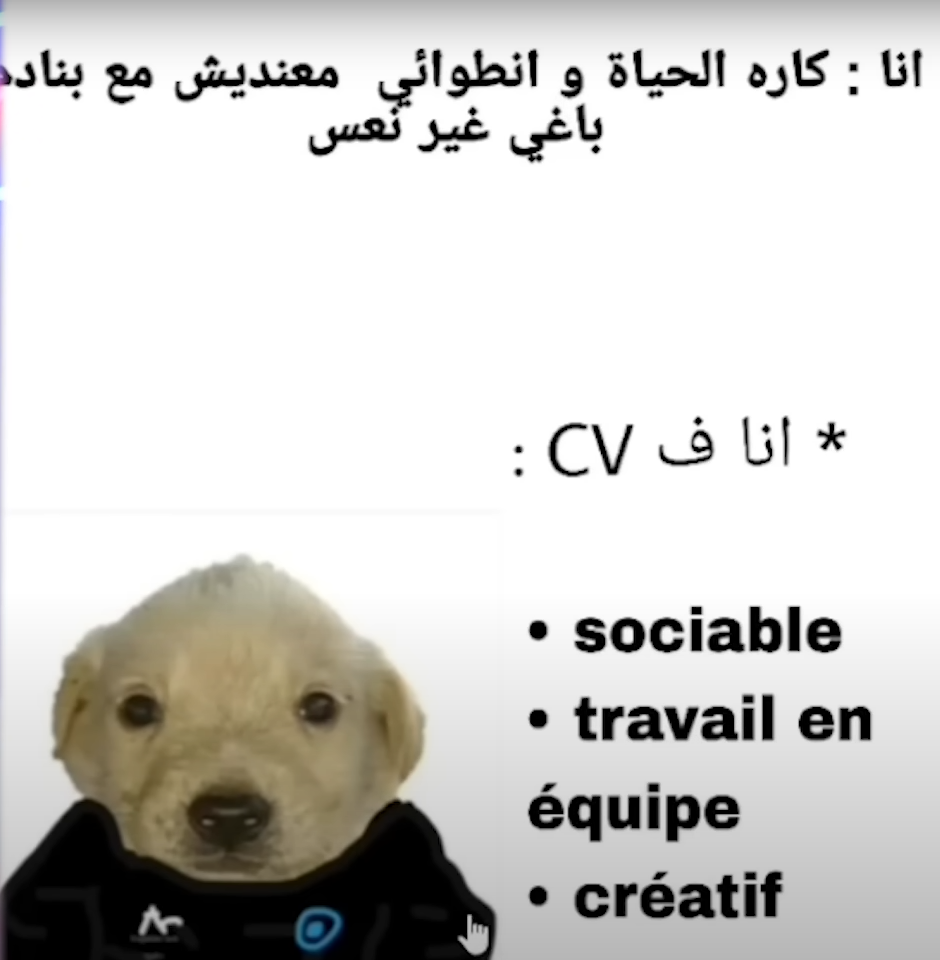 انا : كاره الحياة و انطوائي معنديش مع بنادم
باغي غير نعس
* انا ف CV :
• sociable
• travail en
équipe
• créatif